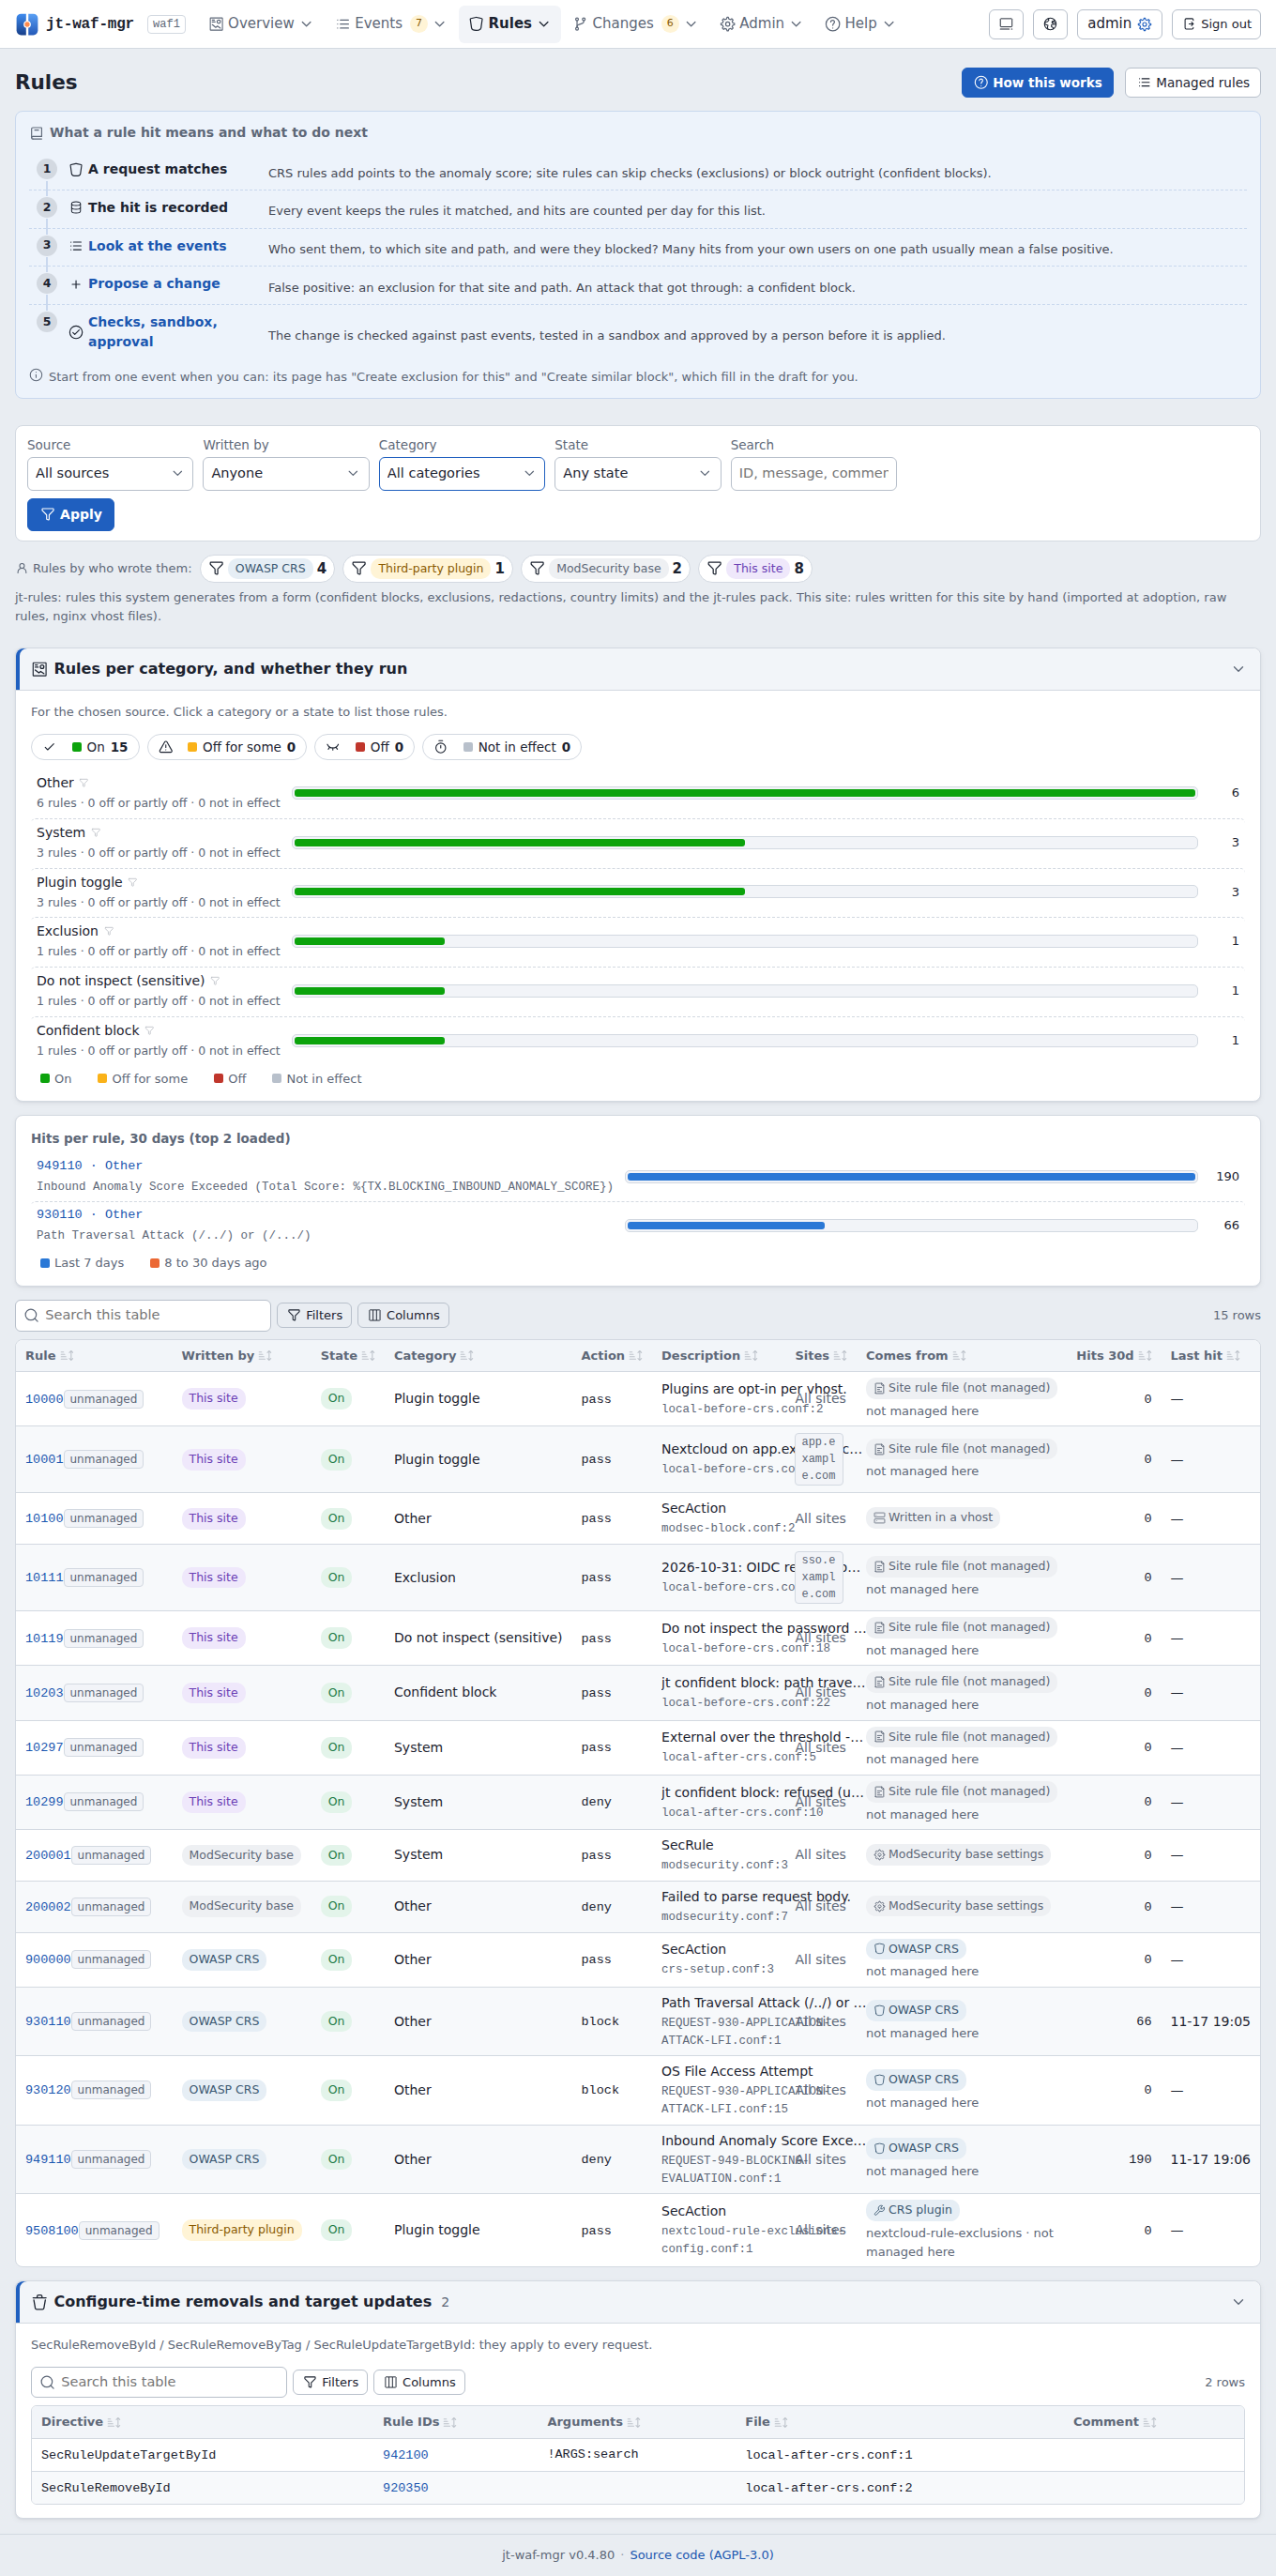 jt-waf-mgr waf1 Overview Events 7 Rules Changes 6 Admin Help admin Sign out
Rules How this works Managed rules
What a rule hit means and what to do next
1 A request matches CRS rules add points to the anomaly score; site rules can skip checks (exclusions) or block outright (confident blocks).
2 The hit is recorded Every event keeps the rules it matched, and hits are counted per day for this list.
3 Look at the events Who sent them, to which site and path, and were they blocked? Many hits from your own users on one path usually mean a false positive.
4 Propose a change False positive: an exclusion for that site and path. An attack that got through: a confident block.
5 Checks, sandbox, approval The change is checked against past events, tested in a sandbox and approved by a person before it is applied.
Start from one event when you can: its page has "Create exclusion for this" and "Create similar block", which fill in the draft for you.
Source Written by Category State Search
All sources Anyone All categories Any state ID, message, commer
Apply
Rules by who wrote them: OWASP CRS 4 Third-party plugin 1 ModSecurity base 2 This site 8
jt-rules: rules this system generates from a form (confident blocks, exclusions, redactions, country limits) and the jt-rules pack. This site: rules written for this site by hand (imported at adoption, raw
rules, nginx vhost files).
Rules per category, and whether they run
For the chosen source. Click a category or a state to list those rules.
On 15 Off for some 0 Off 0 Not in effect 0
Other
6 rules · 0 off or partly off · 0 not in effect 6
System
3 rules · 0 off or partly off · 0 not in effect 3
Plugin toggle
3 rules · 0 off or partly off · 0 not in effect 3
Exclusion
1 rules · 0 off or partly off · 0 not in effect 1
Do not inspect (sensitive)
1 rules · 0 off or partly off · 0 not in effect 1
Confident block
1 rules · 0 off or partly off · 0 not in effect 1
On Off for some Off Not in effect
Hits per rule, 30 days (top 2 loaded)
949110 · Other
Inbound Anomaly Score Exceeded (Total Score: %{TX.BLOCKING_INBOUND_ANOMALY_SCORE}) 190
930110 · Other
Path Traversal Attack (/../) or (/.../) 66
Last 7 days 8 to 30 days ago
Search this table Filters Columns 15 rows
Rule Written by State Category Action Description Sites Comes from Hits 30d Last hit
10000 unmanaged This site On Plugin toggle pass Plugins are opt-in per vhost. local-before-crs.conf:2 All sites Site rule file (not managed) not managed here 0 —
10001 unmanaged This site On Plugin toggle pass Nextcloud on app.ex c… local-before-crs.co app.example.com Site rule file (not managed) not managed here 0 —
10100 unmanaged This site On Other pass SecAction modsec-block.conf:2 All sites Written in a vhost 0 —
10111 unmanaged This site On Exclusion pass 2026-10-31: OIDC re local-before-crs.co sso.example.com Site rule file (not managed) not managed here 0 —
10119 unmanaged This site On Do not inspect (sensitive) pass Do not inspect the password … local-before-crs.conf:18 All sites Site rule file (not managed) not managed here 0 —
10203 unmanaged This site On Confident block pass jt confident block: path trave… local-before-crs.conf:22 All sites Site rule file (not managed) not managed here 0 —
10297 unmanaged This site On System pass External over the threshold -… local-after-crs.conf:5 All sites Site rule file (not managed) not managed here 0 —
10299 unmanaged This site On System deny jt confident block: refused (u… local-after-crs.conf:10 All sites Site rule file (not managed) not managed here 0 —
200001 unmanaged ModSecurity base On System pass SecRule modsecurity.conf:3 All sites ModSecurity base settings 0 —
200002 unmanaged ModSecurity base On Other deny Failed to parse request body. modsecurity.conf:7 All sites ModSecurity base settings 0 —
900000 unmanaged OWASP CRS On Other pass SecAction crs-setup.conf:3 All sites OWASP CRS not managed here 0 —
930110 unmanaged OWASP CRS On Other block Path Traversal Attack (/../) or … REQUEST-930-APPLICATION-ATTACK-LFI.conf:1 All sites OWASP CRS not managed here 66 11-17 19:05
930120 unmanaged OWASP CRS On Other block OS File Access Attempt REQUEST-930-APPLICATION-ATTACK-LFI.conf:15 All sites OWASP CRS not managed here 0 —
949110 unmanaged OWASP CRS On Other deny Inbound Anomaly Score Exce… REQUEST-949-BLOCKING-EVALUATION.conf:1 All sites OWASP CRS not managed here 190 11-17 19:06
9508100 unmanaged Third-party plugin On Plugin toggle pass SecAction nextcloud-rule-exclusions-config.conf:1 All sites CRS plugin nextcloud-rule-exclusions · not managed here 0 —
Configure-time removals and target updates 2
SecRuleRemoveById / SecRuleRemoveByTag / SecRuleUpdateTargetById: they apply to every request.
Search this table Filters Columns 2 rows
Directive Rule IDs Arguments File Comment
SecRuleUpdateTargetById 942100 !ARGS:search local-after-crs.conf:1
SecRuleRemoveById 920350 local-after-crs.conf:2
jt-waf-mgr v0.4.80 · Source code (AGPL-3.0)